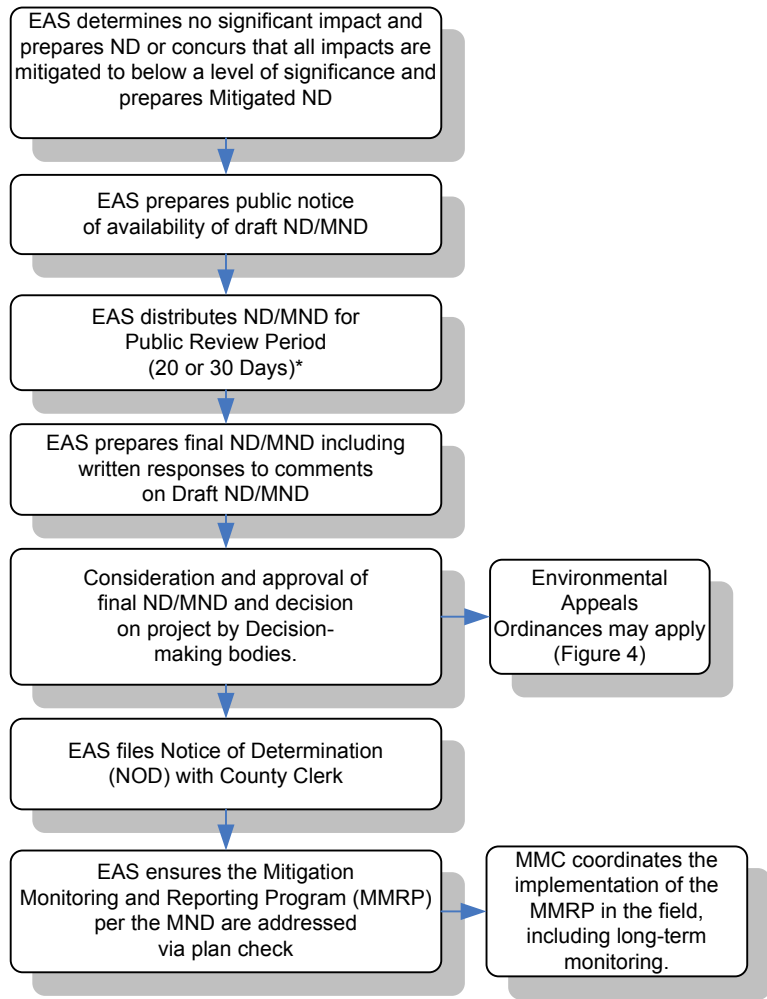 EAS determines no significant impact and
prepares ND or concurs that all impacts are
mitigated to below a level of significance and
prepares Mitigated ND
EAS prepares public notice
of availability of draft ND/MND
EAS distributes ND/MND for
Public Review Period
(20 or 30 Days)*
EAS prepares final ND/MND including
written responses to comments
on Draft ND/MND
Consideration and approval of
final ND/MND and decision
on project by Decision-
making bodies.
Environmental
Appeals
Ordinances may apply
(Figure 4)
EAS files Notice of Determination
(NOD) with County Clerk
EAS ensures the Mitigation
Monitoring and Reporting Program (MMRP)
per the MND are addressed
via plan check
MMC coordinates the
implementation of the
MMRP in the field,
including long-term
monitoring.